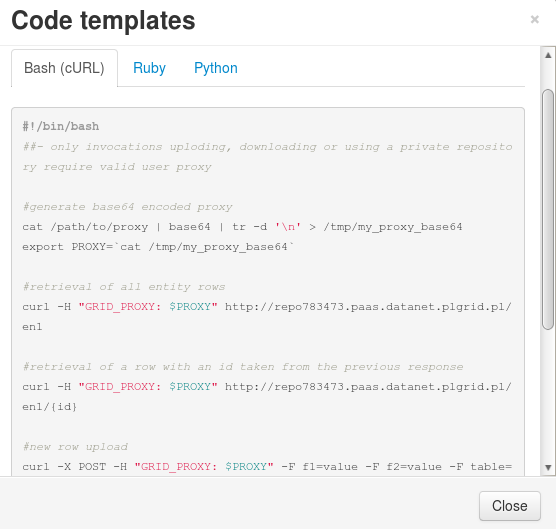 Code templates
×
Bash (cURL) Ruby Python
#!/bin/bash
##- only invocations uploding, downloading or using a private reposito
ry require valid user proxy
#generate base64 encoded proxy
cat /path/to/proxy | base64 | tr -d '\n' > /tmp/my_proxy_base64
export PROXY=`cat /tmp/my_proxy_base64`
#retrieval of all entity rows
curl -H "GRID_PROXY: $PROXY" http://repo783473.paas.datanet.plgrid.pl/
en1
#retrieval of a row with an id taken from the previous response
curl -H "GRID_PROXY: $PROXY" http://repo783473.paas.datanet.plgrid.pl/
en1/{id}
#new row upload
curl -X POST -H "GRID_PROXY: $PROXY" -F f1=value -F f2=value -F table=
Close